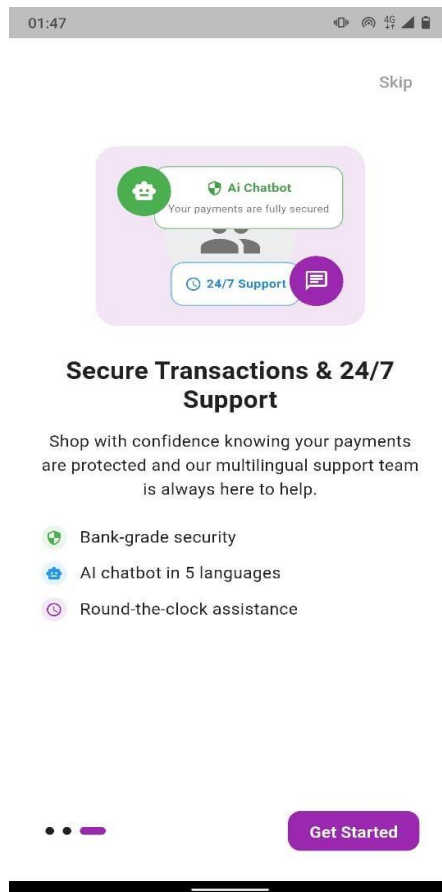 01:47
4G
Skip
Ai Chatbot
Your payments are fully secured
24/7 Support
Secure Transactions & 24/7
Support
Shop with confidence knowing your payments
are protected and our multilingual support team
is always here to help.
Bank-grade security
AI chatbot in 5 languages
Round-the-clock assistance
Get Started